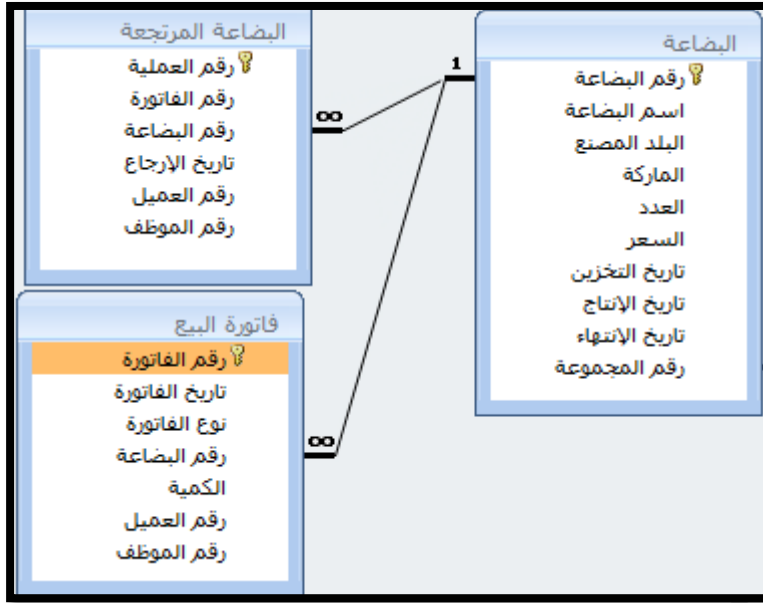 البضاعة
رقم البضاعة
اسم البضاعة
البلد المصنع
الماركة
العدد
السعر
تاريخ التخزين
تاريخ الإنتاج
تاريخ الإنتهاء
رقم المجموعة
1
البضاعة المرتجعة
رقم العملية
رقم الفاتورة
رقم البضاعة
تاريخ الإرجاع
رقم العميل
رقم الموظف
∞
فاتورة البيع
رقم الفاتورة
تاريخ الفاتورة
نوع الفاتورة
رقم البضاعة
الكمية
رقم العميل
رقم الموظف
∞